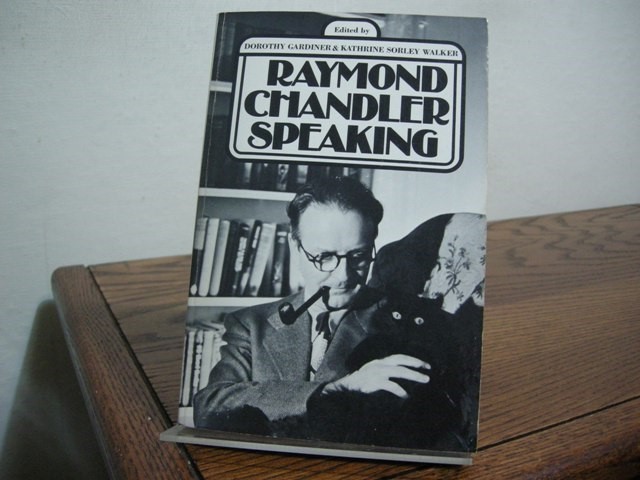 Edited by
DOROTHY GARDINER & KATHRINE SORLEY WALKER
RAYMOND
CHANDLER
SPEAKING